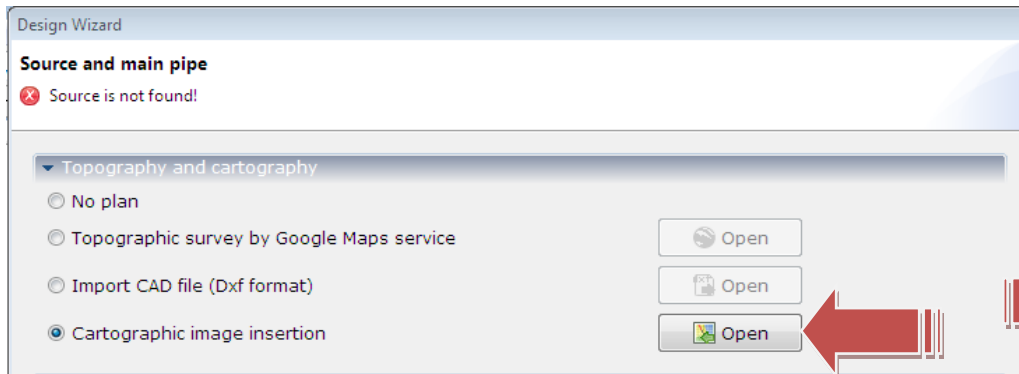 Design Wizard
Source and main pipe
Source is not found!
Topography and cartography
No plan
Topographic survey by Google Maps service Open
Import CAD file (Dxf format) Open
Cartographic image insertion Open